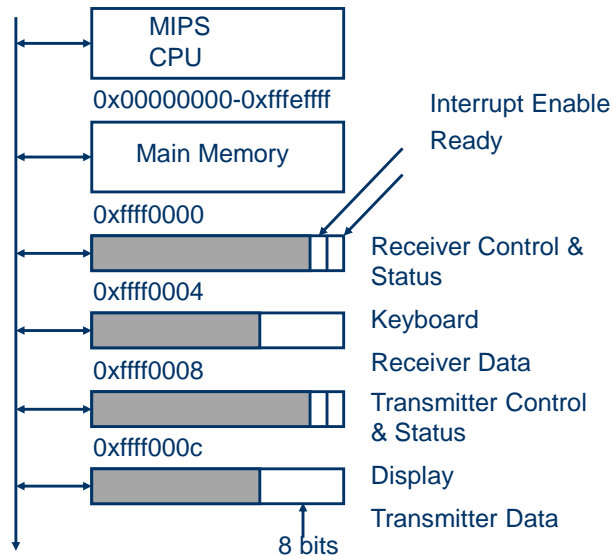 MIPS
CPU
0x00000000-0xfffeffff
Interrupt Enable
Ready
Main Memory
0xffff0000
Receiver Control &
Status
0xffff0004
Keyboard
Receiver Data
0xffff0008
Transmitter Control
& Status
0xffff000c
Display
Transmitter Data
8 bits